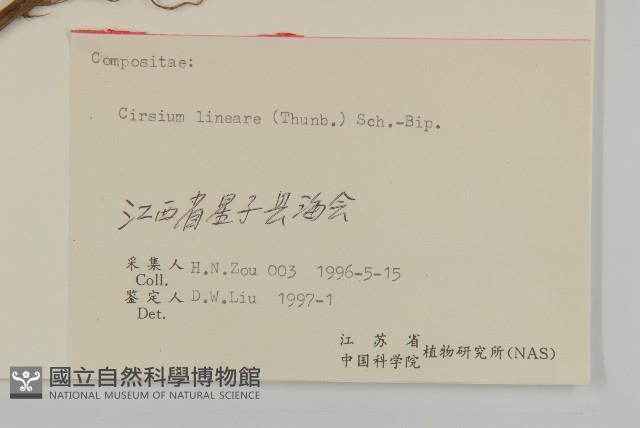 Compositae:
Cirsium lineare (Thunb.) Sch.-Bip.
江西省星子县海会
采集人 H.N.Zou 003 1996-5-15
Coll.
鉴定人 D.W.Liu 1997-1
Det.
江苏省
中国科学院 植物研究所(NAS)
國立自然科學博物館
NATIONAL MUSEUM OF NATURAL SCIENCE